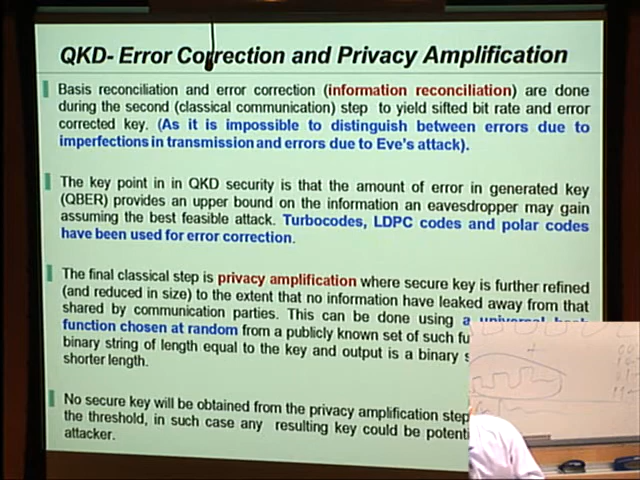 QKD- Error Correction and Privacy Amplification
Basis reconciliation and error correction (information reconciliation) are done
during the second (classical communication) step to yield sifted bit rate and error
corrected key. (As it is impossible to distinguish between errors due to
imperfections in transmission and errors due to Eve's attack).
The key point in in QKD security is that the amount of error in generated key
(QBER) provides an upper bound on the information an eavesdropper may gain
assuming the best feasible attack. Turbocodes, LDPC codes and polar codes
have been used for error correction.
The final classical step is privacy amplification where secure key is further refined
(and reduced in size) to the extent that no information have leaked away from that
shared by communication parties. This can be done using a universal hash
function chosen at random from a publicly known set of such
binary string of length equal to the key and output is a binary
shorter length.
No secure key will be obtained from the privacy amplification step
the threshold, in such case any resulting key could be
attacker.